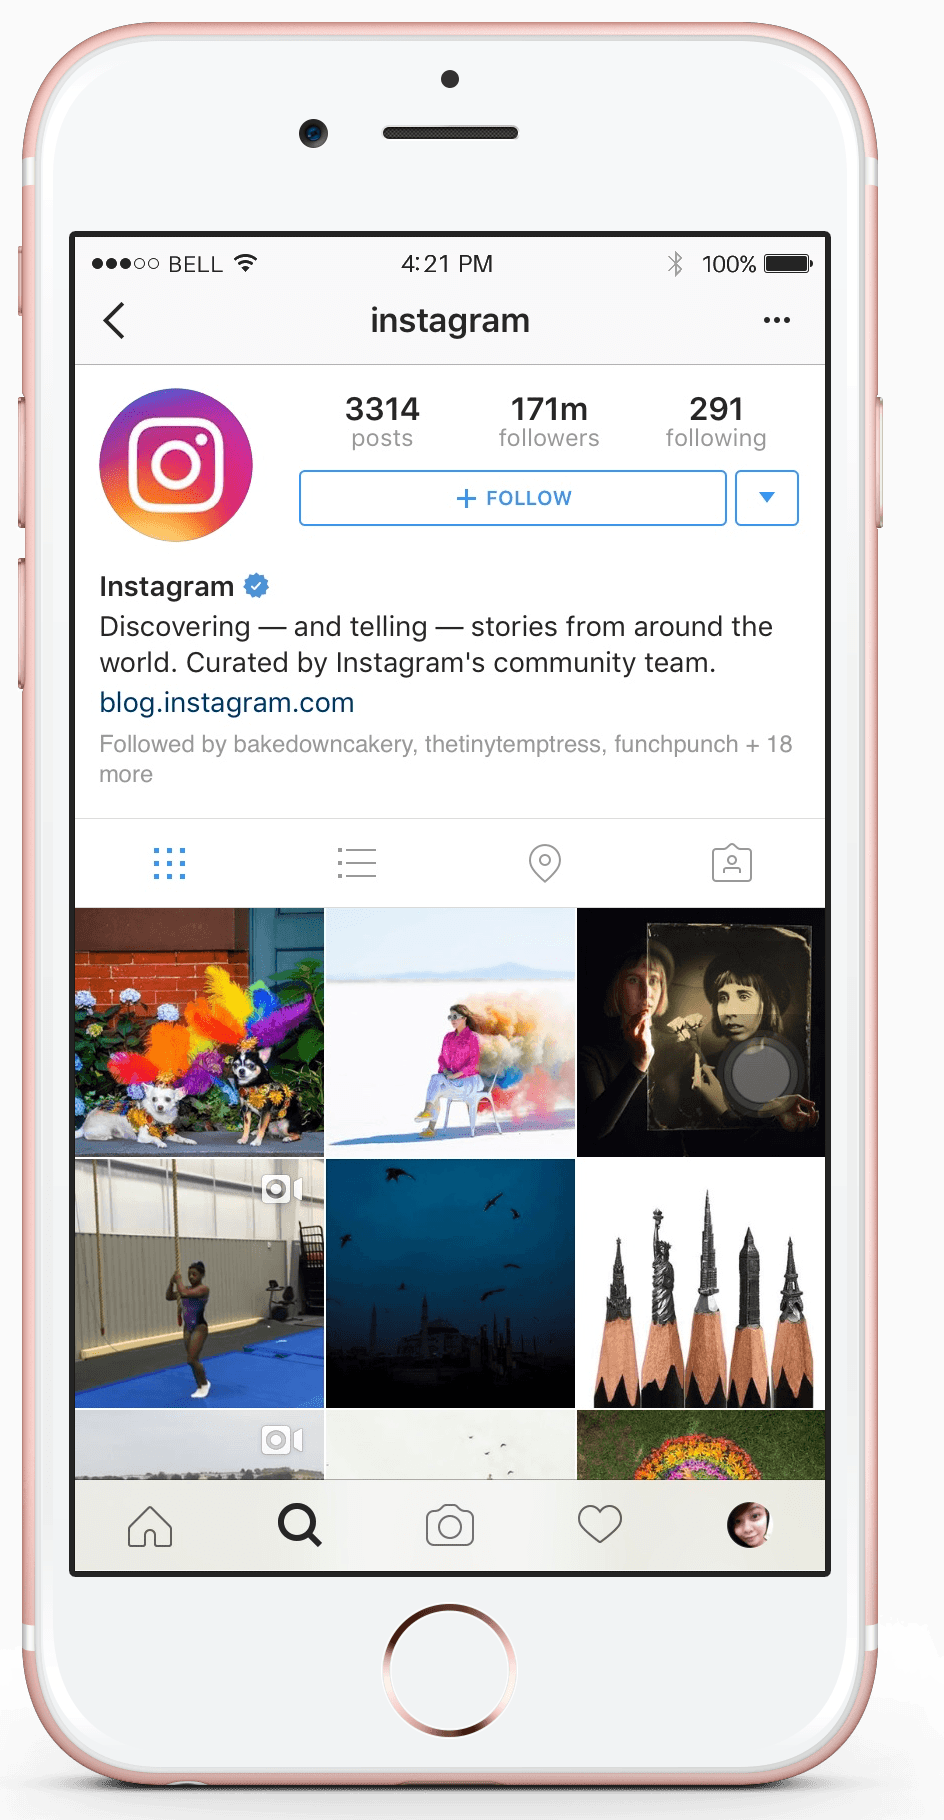 BELL 4:21 PM 100%
instagram
3314 171m 291
posts followers following
+ FOLLOW
Instagram
Discovering — and telling — stories from around the
world. Curated by Instagram's community team.
blog.instagram.com
Followed by bakedowncakery, thetinytemptress, funchpunch + 18
more